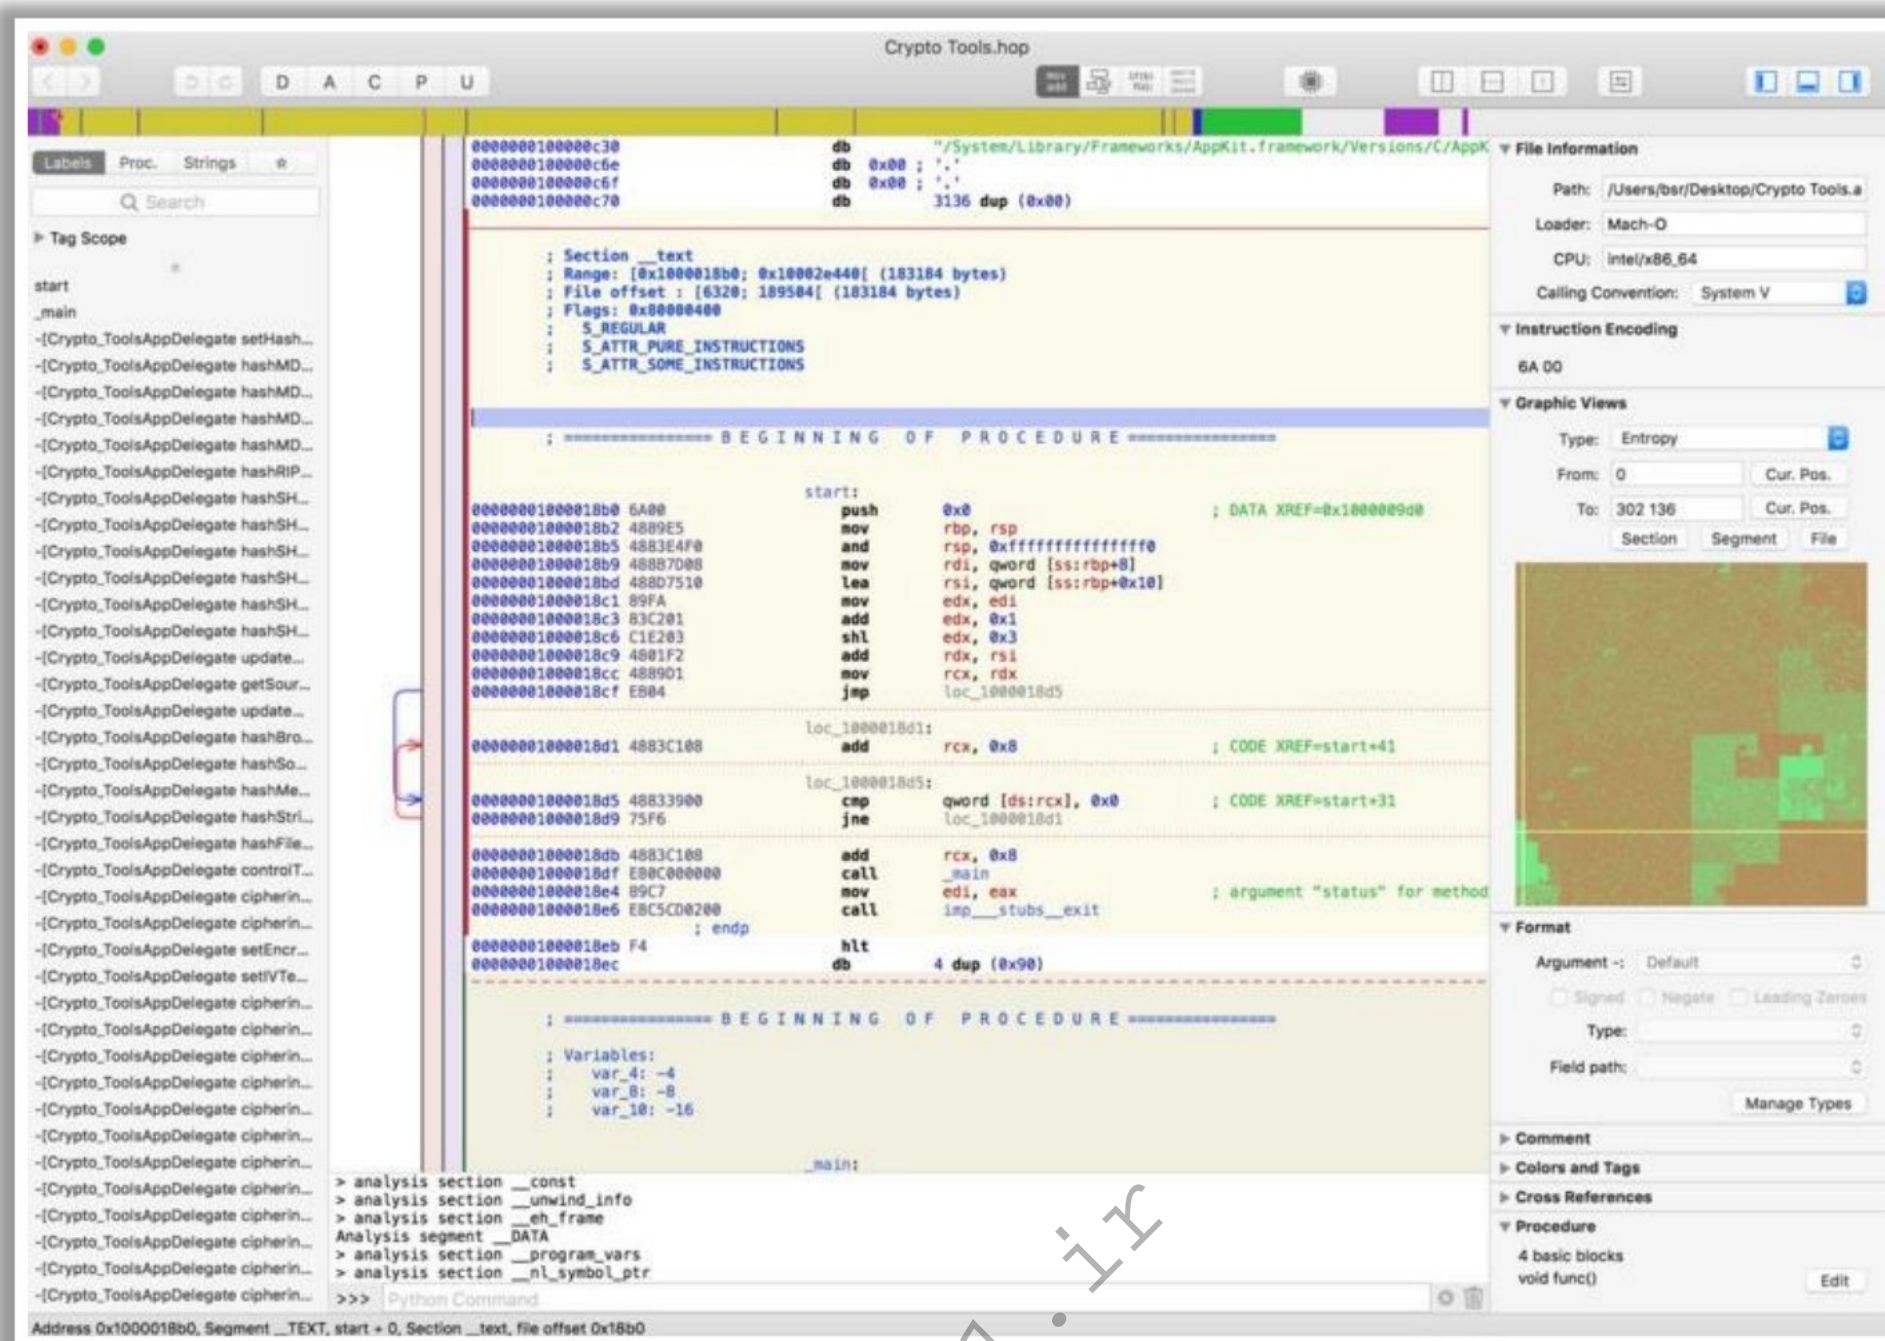 Crypto Tools.hop
D A C P U
Labels Proc. Strings
Search
Tag Scope
start
_main
-[Crypto_ToolsAppDelegate setHash...
-[Crypto_ToolsAppDelegate hashMD...
-[Crypto_ToolsAppDelegate hashMD...
-[Crypto_ToolsAppDelegate hashMD...
-[Crypto_ToolsAppDelegate hashMD...
-[Crypto_ToolsAppDelegate hashRIP...
-[Crypto_ToolsAppDelegate hashSH...
-[Crypto_ToolsAppDelegate hashSH...
-[Crypto_ToolsAppDelegate hashSH...
-[Crypto_ToolsAppDelegate hashSH...
-[Crypto_ToolsAppDelegate hashSH...
-[Crypto_ToolsAppDelegate hashSH...
-[Crypto_ToolsAppDelegate update...
-[Crypto_ToolsAppDelegate getSour...
-[Crypto_ToolsAppDelegate update...
-[Crypto_ToolsAppDelegate hashBro...
-[Crypto_ToolsAppDelegate hashSo...
-[Crypto_ToolsAppDelegate hashMe...
-[Crypto_ToolsAppDelegate hashStri...
-[Crypto_ToolsAppDelegate hashFile...
-[Crypto_ToolsAppDelegate controlT...
-[Crypto_ToolsAppDelegate cipherin...
-[Crypto_ToolsAppDelegate cipherin...
-[Crypto_ToolsAppDelegate setEncr...
-[Crypto_ToolsAppDelegate setIVTe...
-[Crypto_ToolsAppDelegate cipherin...
-[Crypto_ToolsAppDelegate cipherin...
-[Crypto_ToolsAppDelegate cipherin...
-[Crypto_ToolsAppDelegate cipherin...
-[Crypto_ToolsAppDelegate cipherin...
-[Crypto_ToolsAppDelegate cipherin...
-[Crypto_ToolsAppDelegate cipherin...
-[Crypto_ToolsAppDelegate cipherin...
-[Crypto_ToolsAppDelegate cipherin...
-[Crypto_ToolsAppDelegate cipherin...
-[Crypto_ToolsAppDelegate cipherin...
-[Crypto_ToolsAppDelegate cipherin...
0000000100000c30 db "/System/Library/Frameworks/AppKit.framework/Versions/C/AppK
0000000100000c6e db 0x00 ; '.'
0000000100000c6f db 0x00 ; '.'
0000000100000c70 db 3136 dup (0x00)
; Section __text
; Range: [0x1000018b0; 0x10002e440[ (183184 bytes)
; File offset : [6320; 189504[ (183184 bytes)
; Flags: 0x80000400
; S_REGULAR
; S_ATTR_PURE_INSTRUCTIONS
; S_ATTR_SOME_INSTRUCTIONS
; ================ B E G I N N I N G O F P R O C E D U R E ================
start:
00000001000018b0 6A00 push 0x0 ; DATA XREF=0x1000009d0
00000001000018b2 4889E5 mov rbp, rsp
00000001000018b5 4883E4F0 and rsp, 0xfffffffffffffff0
00000001000018b9 488B7D08 mov rdi, qword [ss:rbp+8]
00000001000018bd 488D7510 lea rsi, qword [ss:rbp+0x10]
00000001000018c1 89FA mov edx, edi
00000001000018c3 83C201 add edx, 0x1
00000001000018c6 C1E203 shl edx, 0x3
00000001000018c9 4801F2 add rdx, rsi
00000001000018cc 4889D1 mov rcx, rdx
00000001000018cf EB04 jmp loc_1000018d5
loc_1000018d1:
00000001000018d1 4883C108 add rcx, 0x8 ; CODE XREF=start+41
loc_1000018d5:
00000001000018d5 48833900 cmp qword [ds:rcx], 0x0 ; CODE XREF=start+31
00000001000018d9 75F6 jne loc_1000018d1
00000001000018db 4883C108 add rcx, 0x8
00000001000018df E80C000000 call _main
00000001000018e4 89C7 mov edi, eax ; argument "status" for method
00000001000018e6 E8C5CD0200 call imp___stubs__exit
; endp
00000001000018eb F4 hlt
00000001000018ec db 4 dup (0x90)
; ================ B E G I N N I N G O F P R O C E D U R E ================
; Variables:
; var_4: -4
; var_8: -8
; var_10: -16
_main:
> analysis section __const
> analysis section __unwind_info
> analysis section __eh_frame
Analysis segment __DATA
> analysis section __program_vars
> analysis section __nl_symbol_ptr
>>> Python Command
File Information
Path: /Users/bsr/Desktop/Crypto Tools.a
Loader: Mach-O
CPU: intel/x86_64
Calling Convention: System V
Instruction Encoding
6A 00
Graphic Views
Type: Entropy
From: 0 Cur. Pos.
To: 302 136 Cur. Pos.
Section Segment File
Format
Argument -: Default
Signed Negate Leading Zeroes
Type:
Field path:
Manage Types
Comment
Colors and Tags
Cross References
Procedure
4 basic blocks
void func()
Edit
Address 0x1000018b0, Segment __TEXT, start + 0, Section __text, file offset 0x18b0
.ir